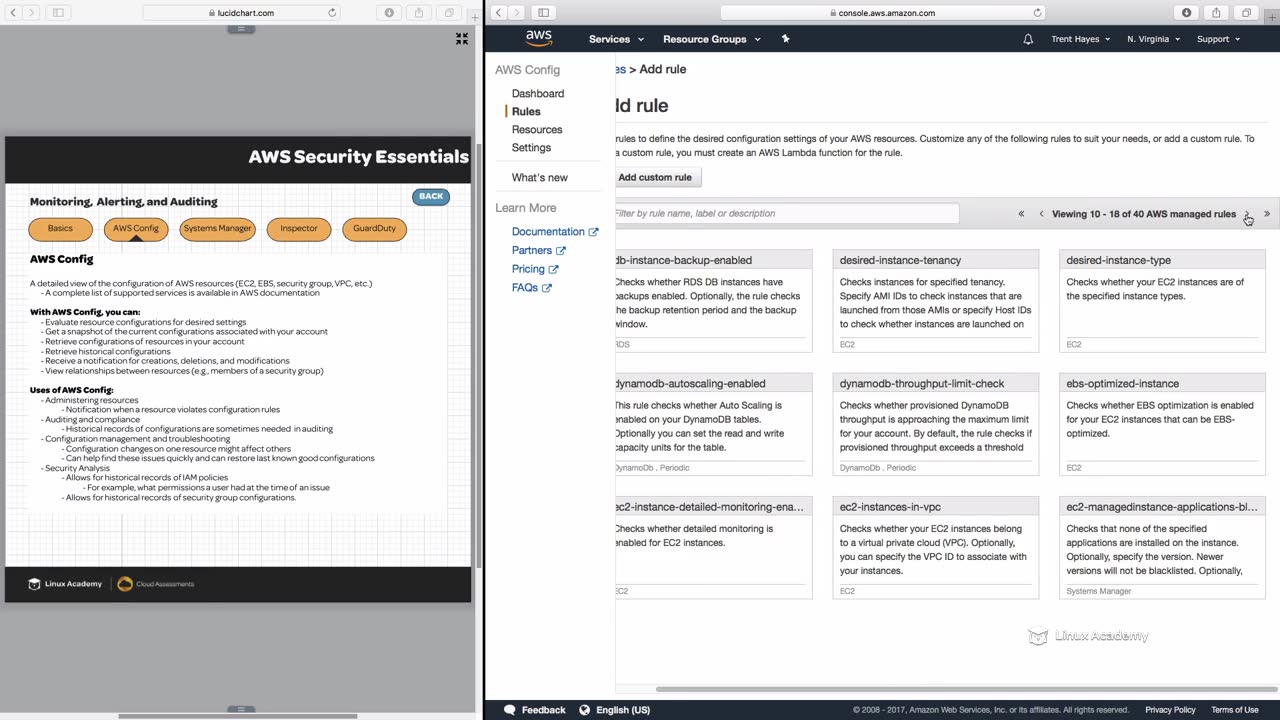 lucidchart.com
AWS Security Essentials
BACK
Monitoring, Alerting, and Auditing
Basics
AWS Config
Systems Manager
Inspector
GuardDuty
AWS Config
A detailed view of the configuration of AWS resources (EC2, EBS, security group, VPC, etc.)
- A complete list of supported services is available in AWS documentation
With AWS Config, you can:
- Evaluate resource configurations for desired settings
- Get a snapshot of the current configurations associated with your account
- Retrieve configurations of resources in your account
- Retrieve historical configurations
- Receive a notification for creations, deletions, and modifications
- View relationships between resources (e.g., members of a security group)
Uses of AWS Config:
- Administering resources
- Notification when a resource violates configuration rules
- Auditing and compliance
- Historical records of configurations are sometimes needed in auditing
- Configuration management and troubleshooting
- Configuration changes on one resource might affect others
- Can help find these issues quickly and can restore last known good configurations
- Security Analysis
- Allows for historical records of IAM policies
- For example, what permissions a user had at the time of an issue
- Allows for historical records of security group configurations.
Linux Academy
Cloud Assessments
console.aws.amazon.com
aws
Services
Resource Groups
Trent Hayes
N. Virginia
Support
AWS Config
Dashboard
Rules
Resources
Settings
What's new
Learn More
Documentation
Partners
Pricing
FAQs
es > Add rule
dd rule
rules to define the desired configuration settings of your AWS resources. Customize any of the following rules to suit your needs, or add a custom rule. To
a custom rule, you must create an AWS Lambda function for the rule.
Add custom rule
Filter by rule name, label or description
« ‹ Viewing 10 - 18 of 40 AWS managed rules › »
db-instance-backup-enabled
Checks whether RDS DB instances have
backups enabled. Optionally, the rule checks
the backup retention period and the backup
window.
RDS
desired-instance-tenancy
Checks instances for specified tenancy.
Specify AMI IDs to check instances that are
launched from those AMIs or specify Host IDs
to check whether instances are launched on
EC2
desired-instance-type
Checks whether your EC2 instances are of
the specified instance types.
EC2
dynamodb-autoscaling-enabled
This rule checks whether Auto Scaling is
enabled on your DynamoDB tables.
Optionally you can set the read and write
capacity units for the table.
DynamoDb . Periodic
dynamodb-throughput-limit-check
Checks whether provisioned DynamoDB
throughput is approaching the maximum limit
for your account. By default, the rule checks if
provisioned throughput exceeds a threshold
DynamoDb . Periodic
ebs-optimized-instance
Checks whether EBS optimization is enabled
for your EC2 instances that can be EBS-
optimized.
EC2
ec2-instance-detailed-monitoring-ena...
Checks whether detailed monitoring is
enabled for EC2 instances.
EC2
ec2-instances-in-vpc
Checks whether your EC2 instances belong
to a virtual private cloud (VPC). Optionally,
you can specify the VPC ID to associate with
your instances.
EC2
ec2-managedinstance-applications-bl...
Checks that none of the specified
applications are installed on the instance.
Optionally, specify the version. Newer
versions will not be blacklisted. Optionally,
Systems Manager
Linux Academy
Feedback
English (US)
© 2008 - 2017, Amazon Web Services, Inc. or its affiliates. All rights reserved.
Privacy Policy
Terms of Use